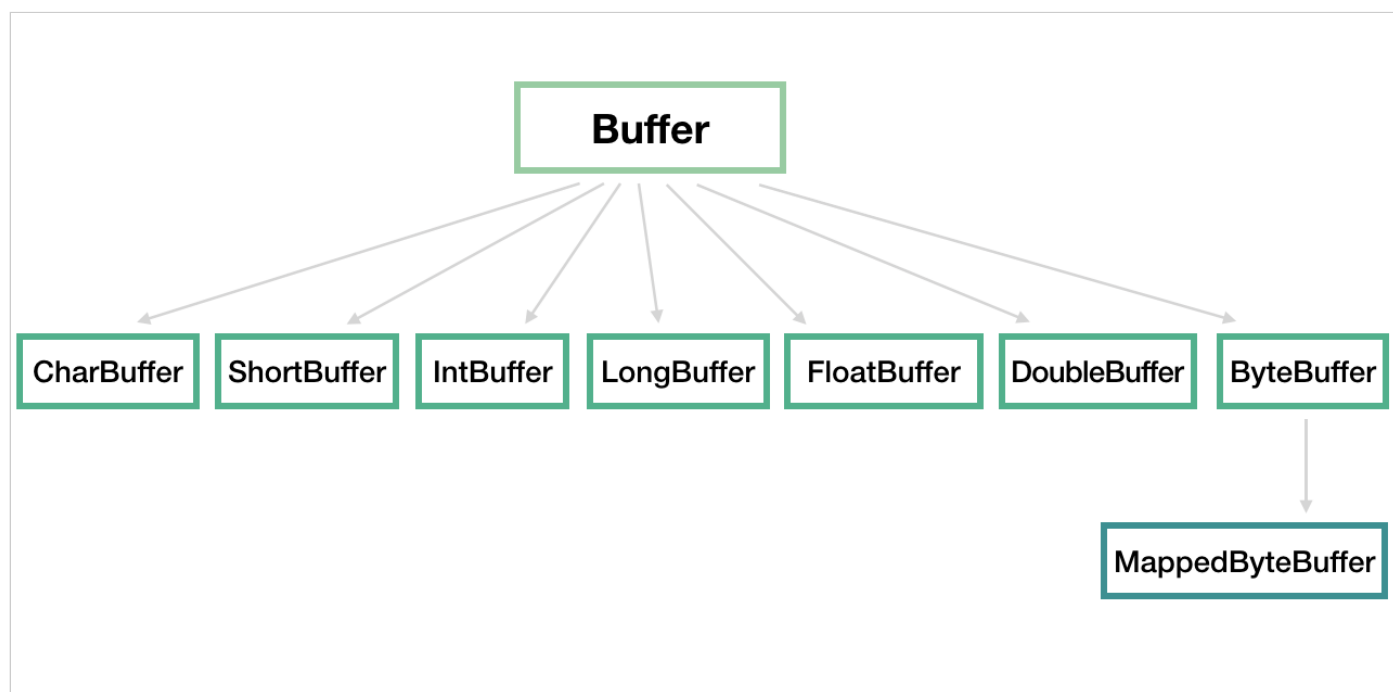 Buffer
CharBuffer
ShortBuffer
IntBuffer
LongBuffer
FloatBuffer
DoubleBuffer
ByteBuffer
MappedByteBuffer